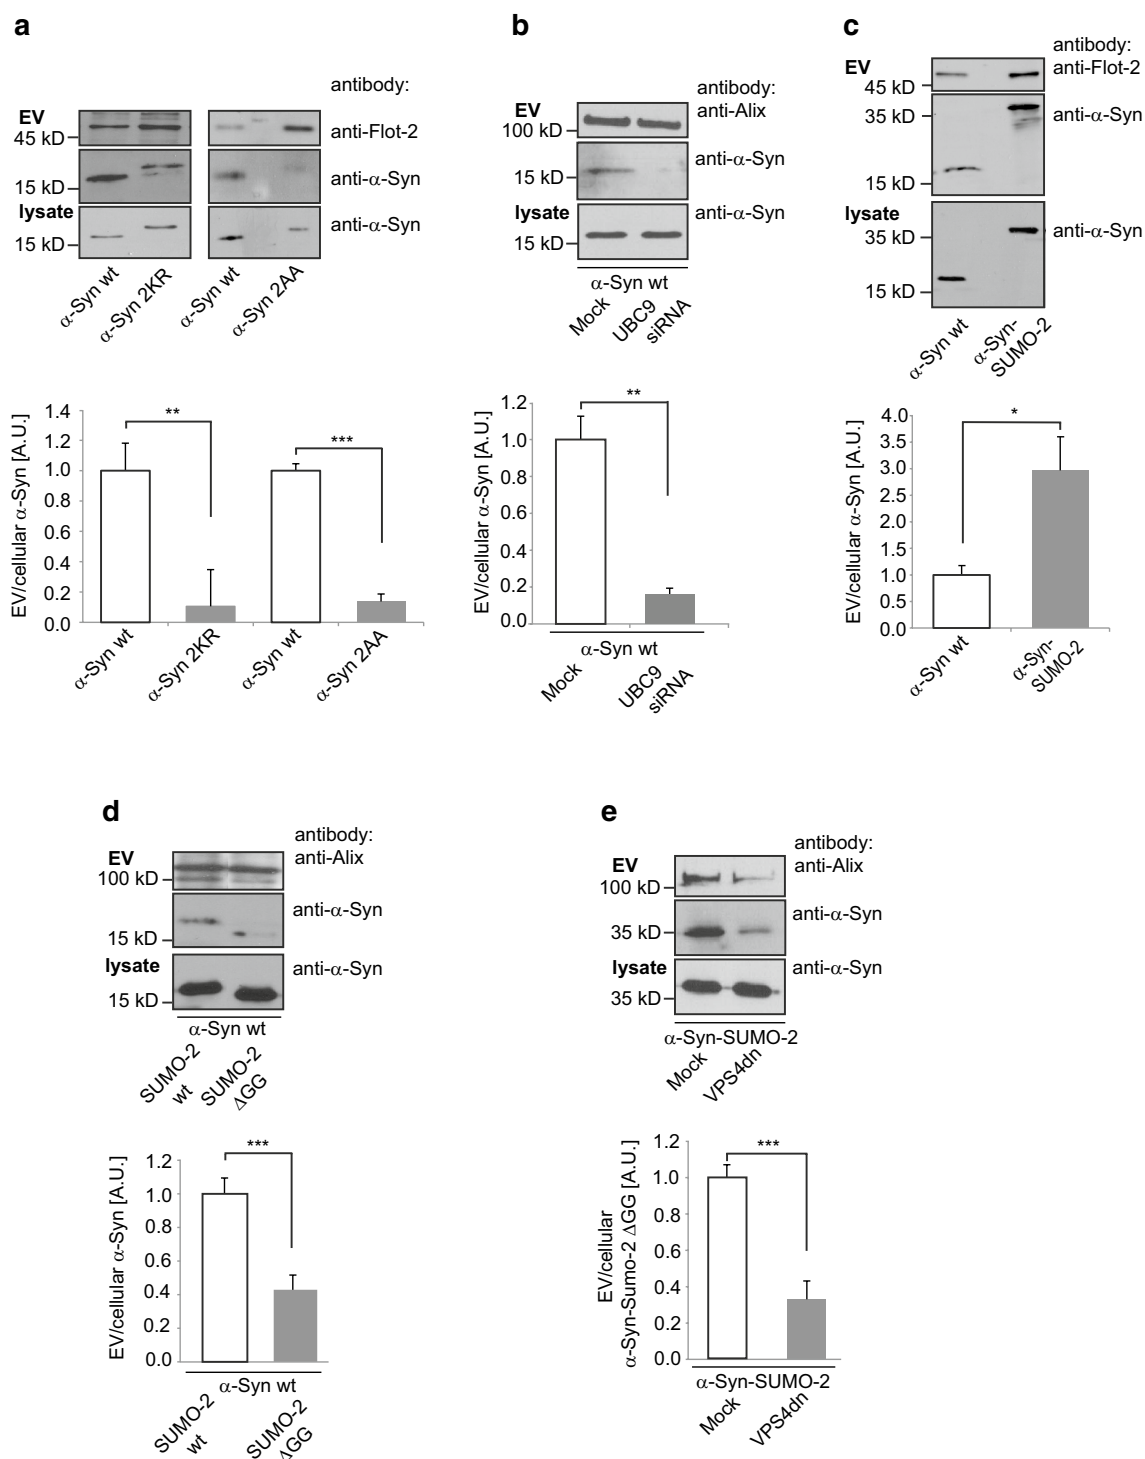 a
antibody:
EV
45 kD
anti-Flot-2
15 kD
anti-α-Syn
lysate
15 kD
anti-α-Syn
α-Syn wt
α-Syn 2KR
α-Syn wt
α-Syn 2AA
EV/cellular α-Syn [A.U.]
1.4
1.2
1.0
0.8
0.6
0.4
0.2
0.0
**
***
α-Syn wt
α-Syn 2KR
α-Syn wt
α-Syn 2AA
b
antibody:
EV
anti-Alix
100 kD
anti-α-Syn
15 kD
lysate
anti-α-Syn
15 kD
α-Syn wt
Mock
UBC9
siRNA
EV/cellular α-Syn [A.U.]
1.2
1.0
0.8
0.6
0.4
0.2
0.0
**
α-Syn wt
Mock
UBC9
siRNA
c
antibody:
EV
anti-Flot-2
45 kD
35 kD
anti-α-Syn
15 kD
lysate
35 kD
anti-α-Syn
15 kD
α-Syn wt
α-Syn-
SUMO-2
EV/cellular α-Syn [A.U.]
4.0
3.5
3.0
2.5
2.0
1.5
1.0
0.5
0.0
*
α-Syn wt
α-Syn-
SUMO-2
d
antibody:
EV
anti-Alix
100 kD
anti-α-Syn
15 kD
lysate
anti-α-Syn
15 kD
α-Syn wt
SUMO-2
wt
SUMO-2
ΔGG
EV/cellular α-Syn [A.U.]
1.2
1.0
0.8
0.6
0.4
0.2
0.0
***
α-Syn wt
SUMO-2
wt
SUMO-2
ΔGG
e
antibody:
EV
anti-Alix
100 kD
anti-α-Syn
35 kD
lysate
anti-α-Syn
35 kD
α-Syn-SUMO-2
Mock
VPS4dn
EV/cellular
α-Syn-Sumo-2 ΔGG [A.U.]
1.2
1.0
0.8
0.6
0.4
0.2
0.0
***
α-Syn-SUMO-2
Mock
VPS4dn